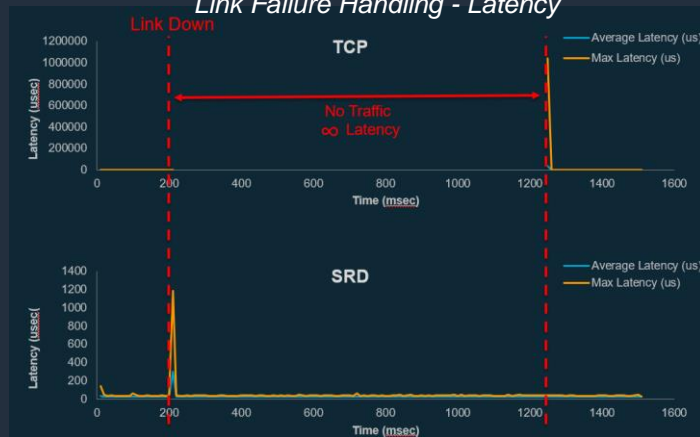 Link Failure Handling - Latency
Link Down
TCP
Average Latency (us)
Max Latency (us)
Latency (usec)
1200000
1000000
800000
600000
400000
200000
0
No Traffic
∞ Latency
0 200 400 600 800 1000 1200 1400 1600
Time (msec)
SRD
Average Latency (us)
Max Latency (us)
Latency (usec(
1400
1200
1000
800
600
400
200
0
0 200 400 600 800 1000 1200 1400 1600
Time (msec)